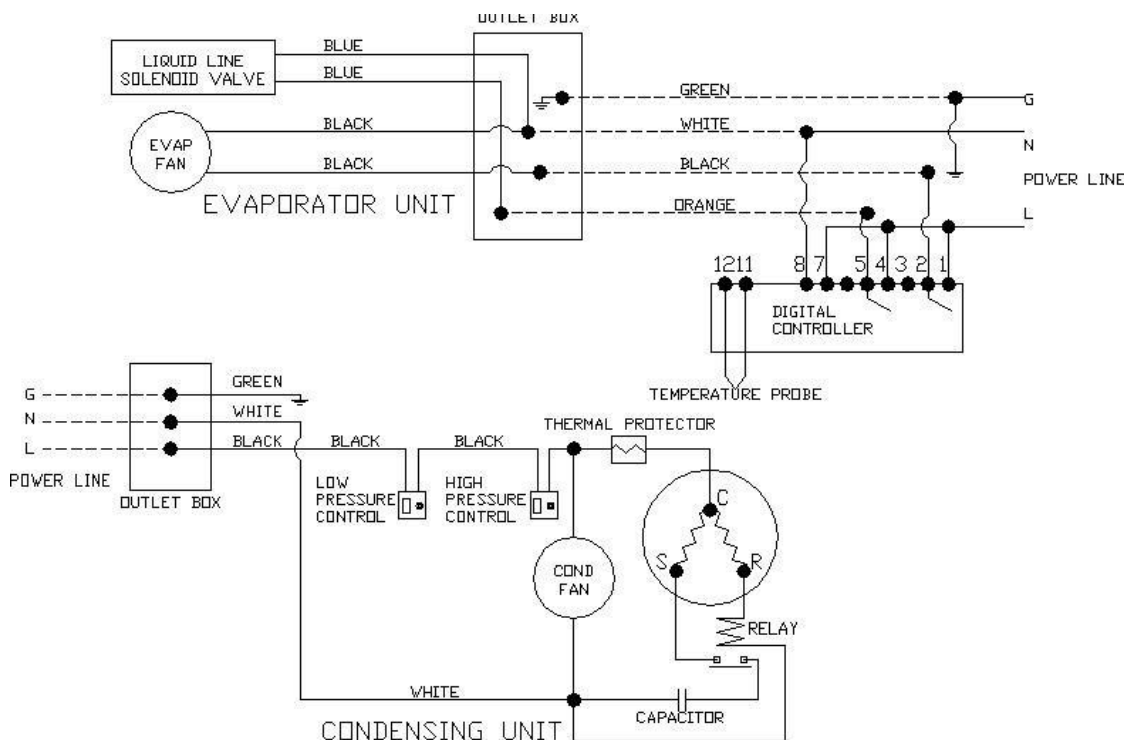 OUTLET BOX
BLUE
LIQUID LINE
SOLENOID VALVE
BLUE
GREEN
G
BLACK
WHITE
N
EVAP
FAN
BLACK
BLACK
POWER LINE
EVAPORATOR UNIT
ORANGE
L
12 11 8 7 5 4 3 2 1
DIGITAL
CONTROLLER
TEMPERATURE PROBE
G
GREEN
N
WHITE
L
BLACK
BLACK
BLACK
THERMAL PROTECTOR
POWER LINE
OUTLET BOX
LOW
PRESSURE
CONTROL
HIGH
PRESSURE
CONTROL
C
S
R
COND
FAN
RELAY
WHITE
CAPACITOR
CONDENSING UNIT